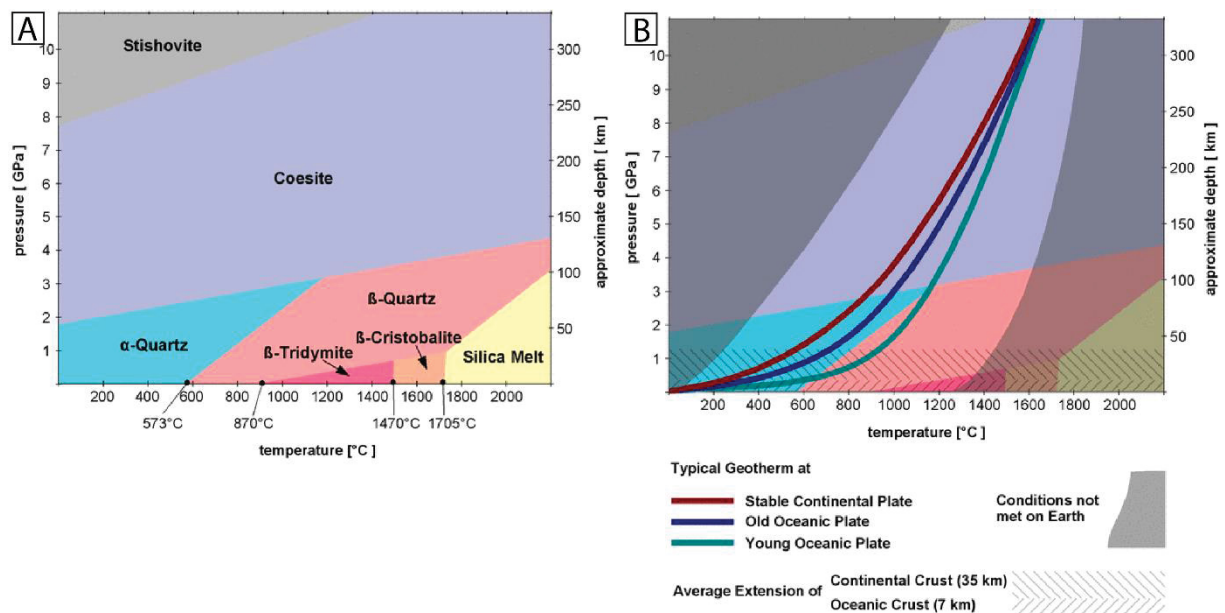 A
Stishovite
Coesite
ß-Quartz
α-Quartz
ß-Cristobalite
ß-Tridymite
Silica Melt
pressure [ GPa]
10
9
8
7
6
5
4
3
2
1
approximate depth [ km]
300
250
200
150
100
50
200 400 600 800 1000 1200 1400 1600 1800 2000
573°C 870°C 1470°C 1705°C
temperature [°C ]
B
pressure [ GPa]
10
9
8
7
6
5
4
3
2
1
approximate depth [ km]
300
250
200
150
100
50
200 400 600 800 1000 1200 1400 1600 1800 2000
temperature [°C ]
Typical Geotherm at
Stable Continental Plate
Old Oceanic Plate
Young Oceanic Plate
Conditions not
met on Earth
Average Extension of
Continental Crust (35 km)
Oceanic Crust (7 km)